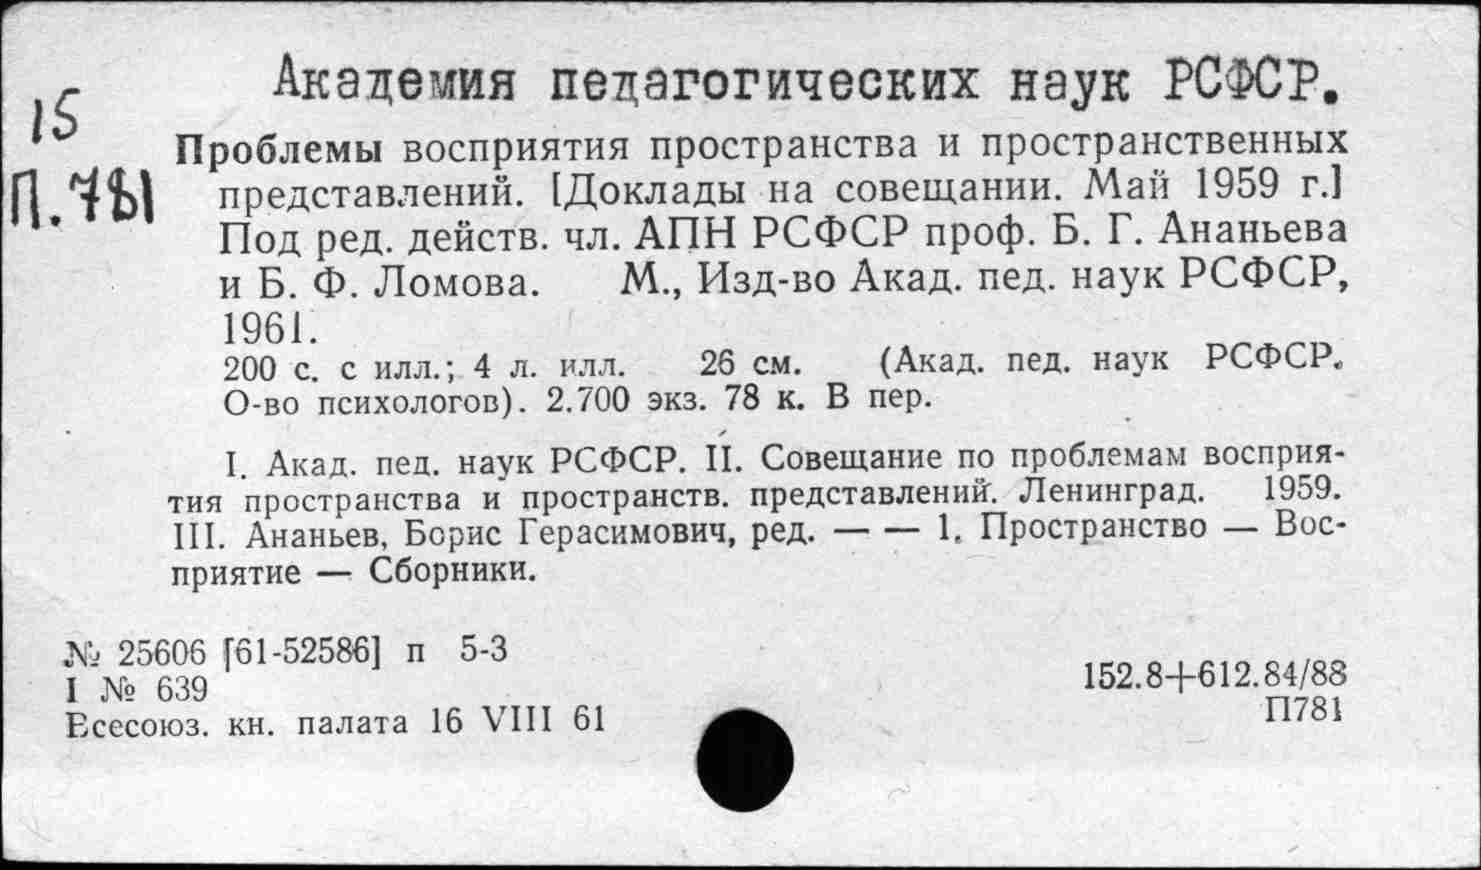 Академия педагогических наук РСФСР.
15
Проблемы восприятия пространства и пространственных
представлений. [Доклады на совещании. Май 1959 г.]
Под ред. действ. чл. АПН РСФСР проф. Б. Г. Ананьева
и Б. Ф. Ломова. М., Изд-во Акад. пед. наук РСФСР,
1961.
200 с. с илл.; 4 л. илл. 26 см. (Акад. пед. наук РСФСР.
О-во психологов). 2.700 экз. 78 к. В пер.
I. Акад. пед. наук РСФСР. II. Совещание по проблемам восприя-
тия пространства и пространств. представлений. Ленинград. 1959.
III. Ананьев, Борис Герасимович, ред. — — 1. Пространство — Вос-
приятие — Сборники.
№ 25606 [61-52586] п 5-3
I № 639
Всесоюз. кн. палата 16 VIII 61
152.8+612.84/88
П781